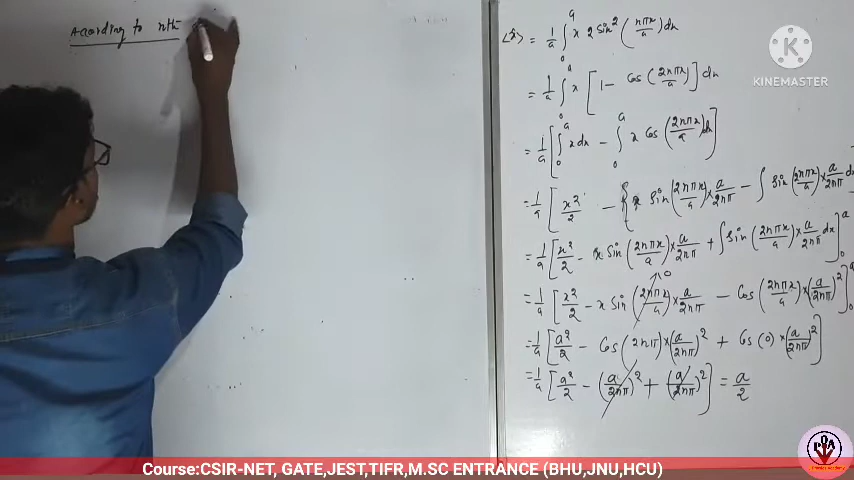 According to nth
<x̂> = 1/a ∫₀ᵃ x 2 sin² (nπx/a) dx
= 1/a ∫₀ᵃ x [1 − cos (2nπx/a)] dx
= 1/a [∫₀ᵃ x dx − ∫₀ᵃ x cos (2nπx/a) dx]
= 1/a [x²/2 − { x sin (2nπx/a) × a/2nπ − ∫ sin (2nπx/a) × a/2nπ dx
= 1/a [x²/2 − x sin (2nπx/a) × a/2nπ + ∫ sin (2nπx/a) × a/2nπ dx]₀ᵃ
= 1/a [x²/2 − x sin (2nπx/a) × a/2nπ − cos (2nπx/a) × (a/2nπ)²]₀ᵃ
= 1/a [a²/2 − cos (2nπ) × (a/2nπ)² + cos (0) × (a/2nπ)²]
= 1/a [a²/2 − (a/2nπ)² + (a/2nπ)²] = a/2
K
KINEMASTER
Course:CSIR-NET, GATE,JEST,TIFR,M.SC ENTRANCE (BHU,JNU,HCU)